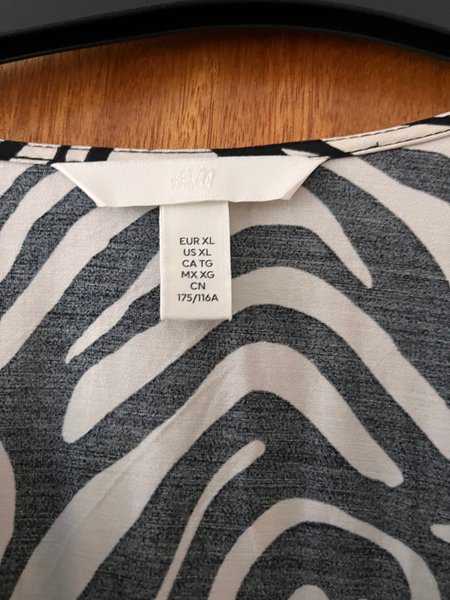 H&M
EUR XL
US XL
CA TG
MX XG
CN
175/116A